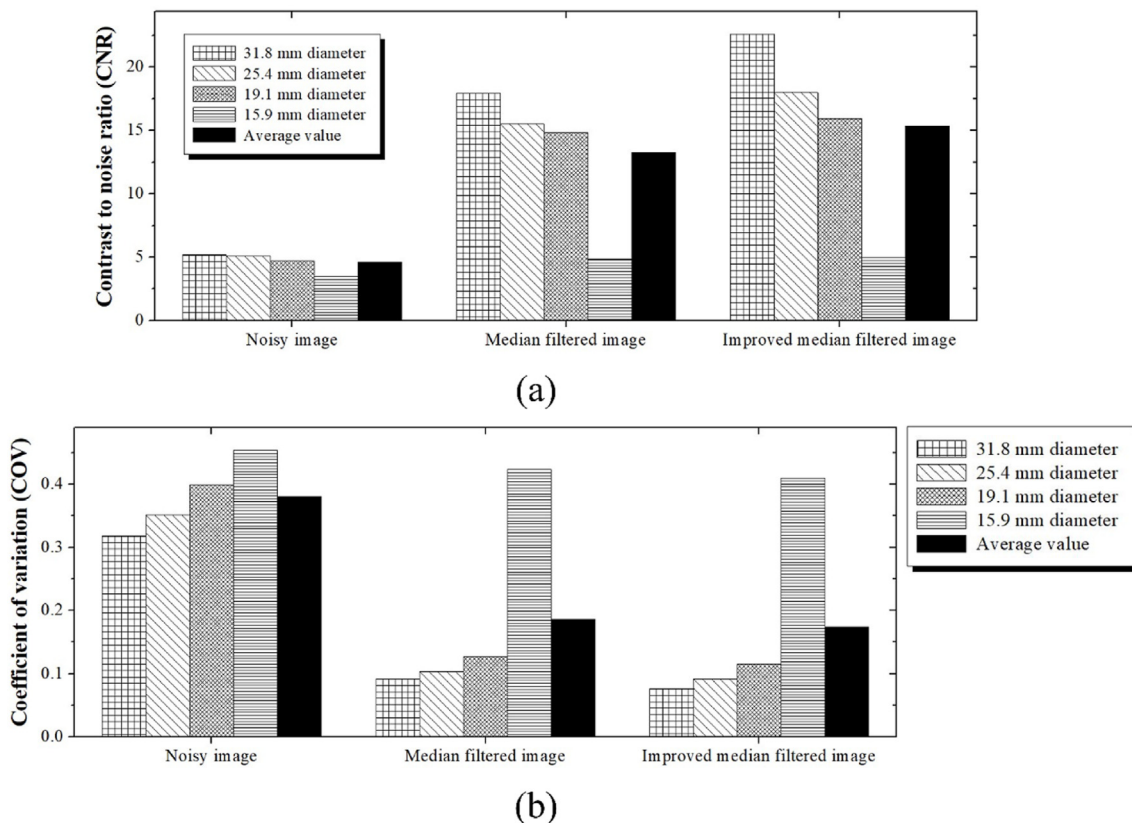 Contrast to noise ratio (CNR)
20
15
10
5
0
31.8 mm diameter
25.4 mm diameter
19.1 mm diameter
15.9 mm diameter
Average value
Noisy image
Median filtered image
Improved median filtered image
(a)
Coefficient of variation (COV)
0.4
0.3
0.2
0.1
0.0
31.8 mm diameter
25.4 mm diameter
19.1 mm diameter
15.9 mm diameter
Average value
Noisy image
Median filtered image
Improved median filtered image
(b)